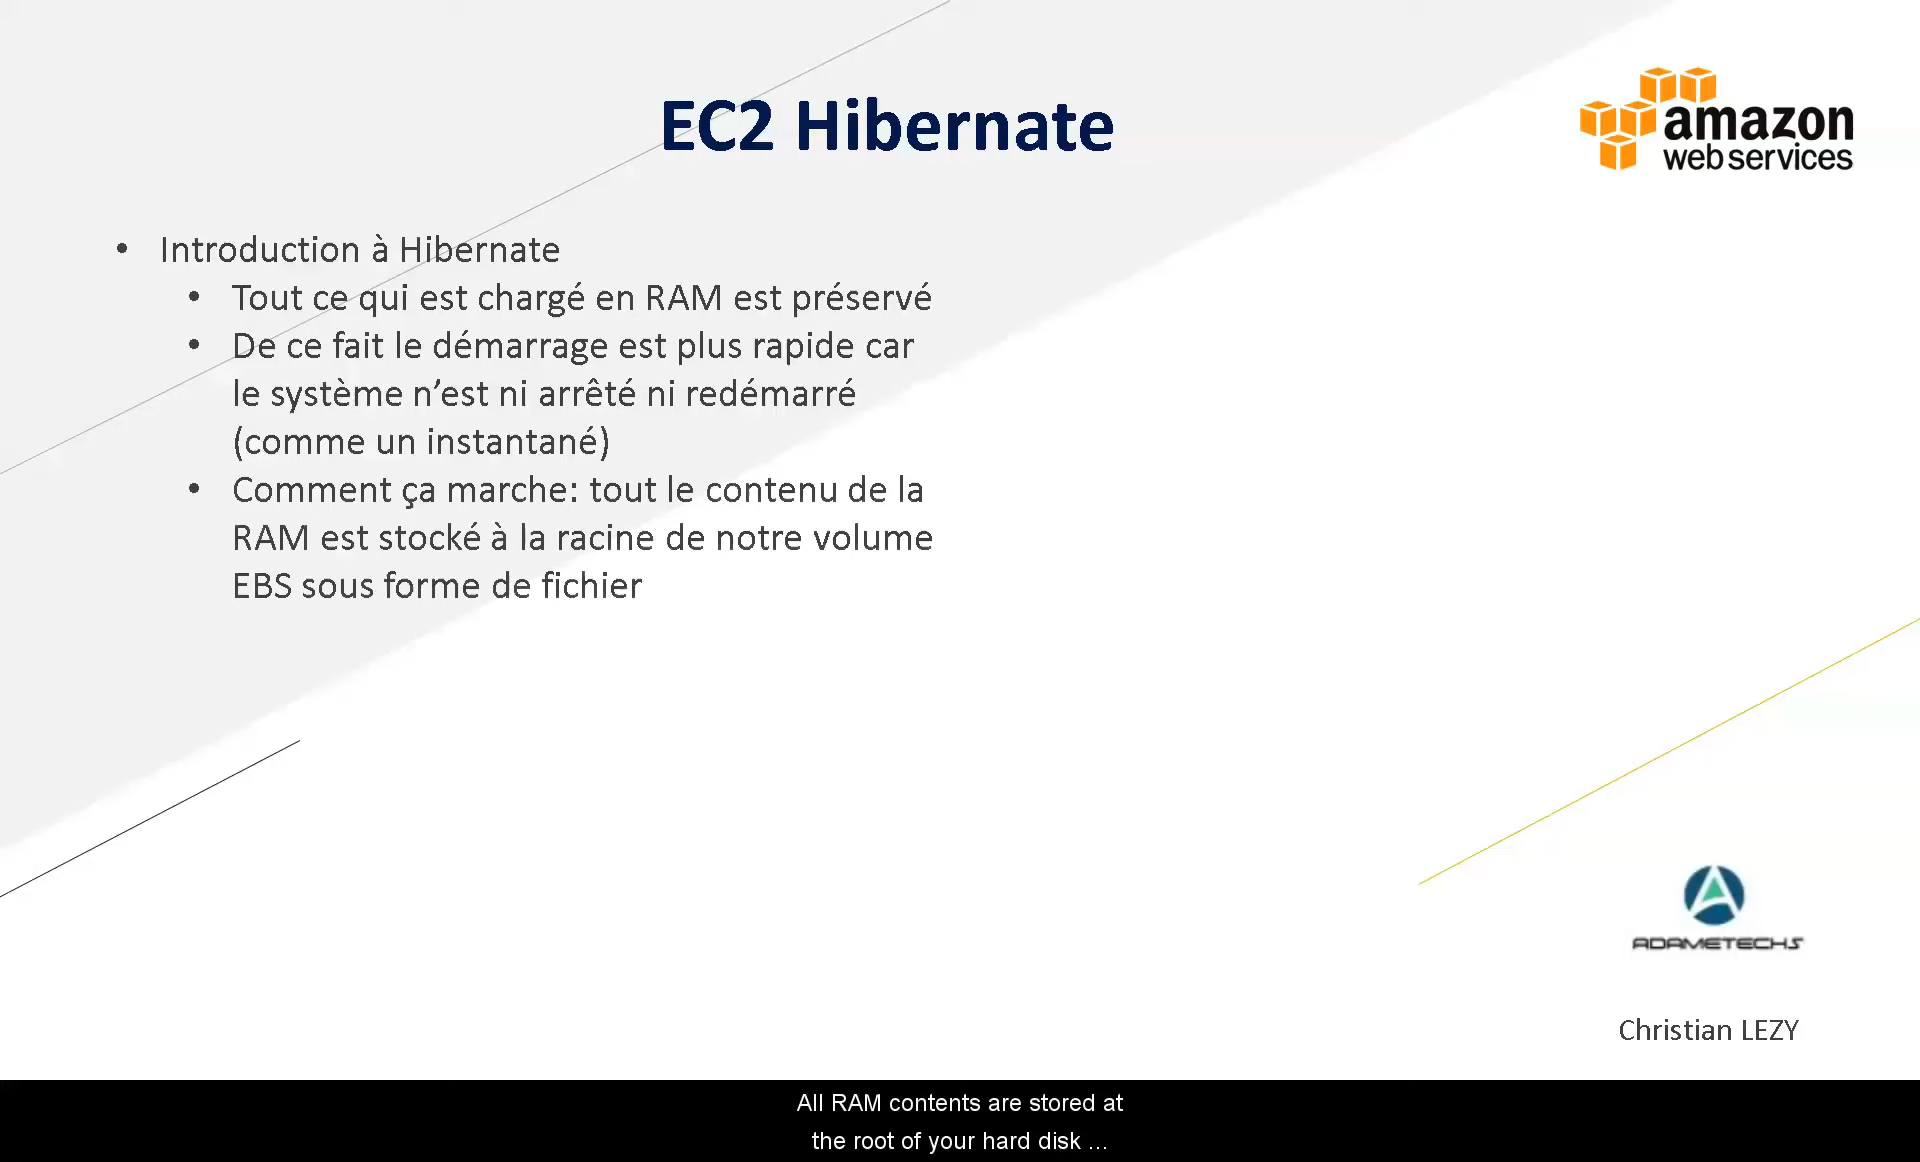 EC2 Hibernate
amazon
web services
• Introduction à Hibernate
• Tout ce qui est chargé en RAM est préservé
• De ce fait le démarrage est plus rapide car
le système n’est ni arrêté ni redémarré
(comme un instantané)
• Comment ça marche: tout le contenu de la
RAM est stocké à la racine de notre volume
EBS sous forme de fichier
ADAMETECHS
Christian LEZY
All RAM contents are stored at
the root of your hard disk ...